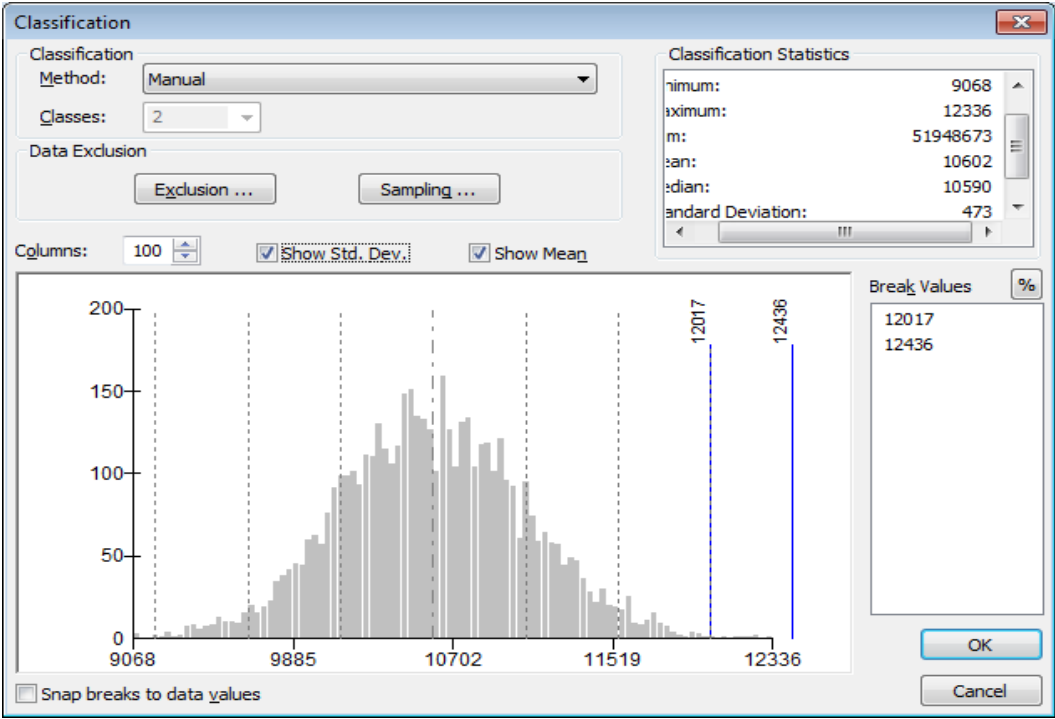 Classification
Classification
Method: Manual
Classes: 2
Data Exclusion
Exclusion ... Sampling ...
Classification Statistics
nimum: 9068
aximum: 12336
m: 51948673
ean: 10602
edian: 10590
andard Deviation: 473
Columns: 100 Show Std. Dev. Show Mean
Break Values %
12017
12436
200
150
100
50
0
9068 9885 10702 11519 12336
12017
12436
OK
Cancel
Snap breaks to data values